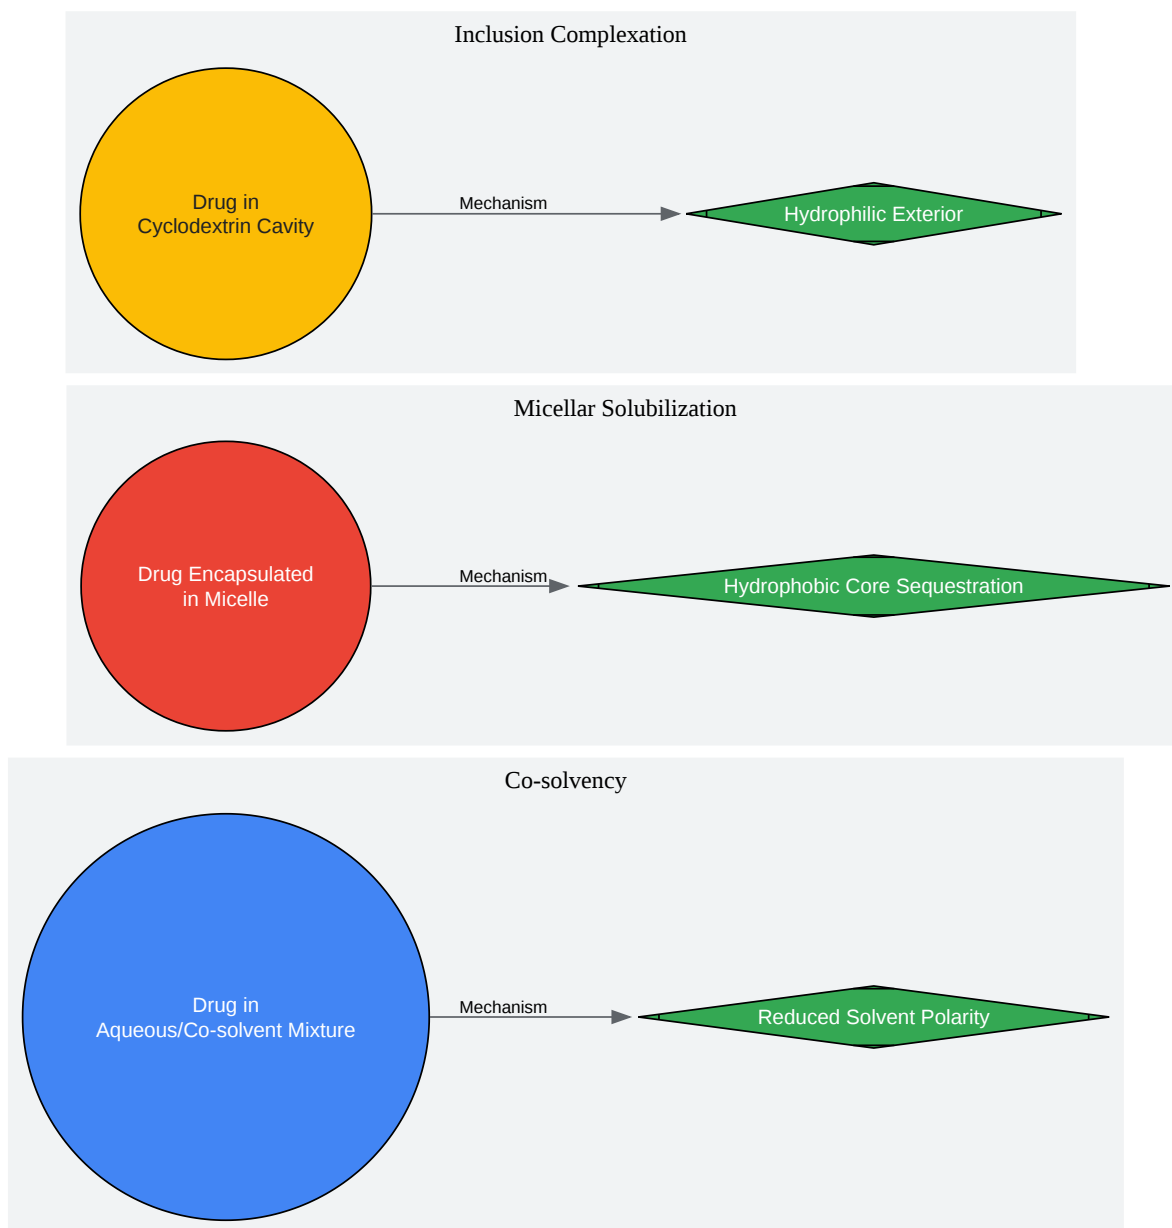 Inclusion Complexation
Drug in
Cyclodextrin Cavity
Mechanism
Hydrophilic Exterior
Micellar Solubilization
Drug Encapsulated
in Micelle
Mechanism
Hydrophobic Core Sequestration
Co-solvency
Drug in
Aqueous/Co-solvent Mixture
Mechanism
Reduced Solvent Polarity